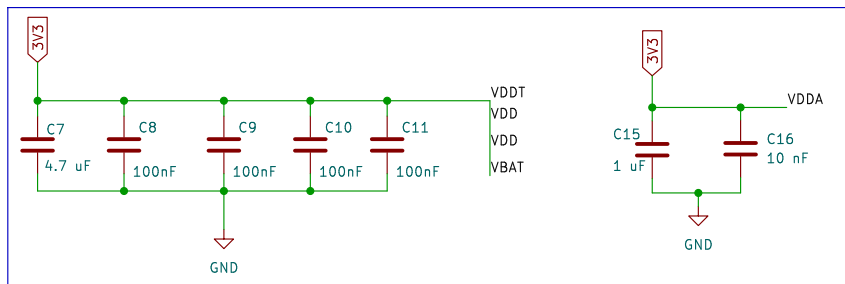 3V3
VDDT
VDD
VDD
VBAT
C7
4.7 uF
C8
100nF
C9
100nF
C10
100nF
C11
100nF
GND
3V3
VDDA
C15
1 uF
C16
10 nF
GND